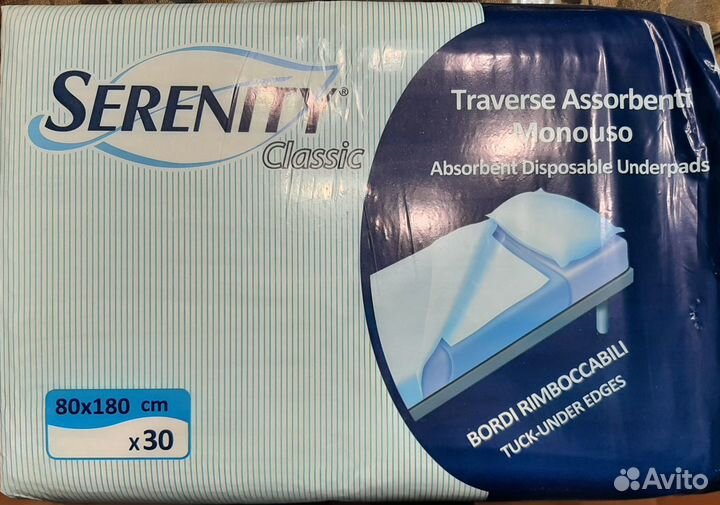 SERENITY®
Classic
Traverse Assorbenti
Monouso
Absorbent Disposable Underpads
BORDI RIMBOCCABILI
TUCK-UNDER EDGES
80x180 cm
x30
Avito